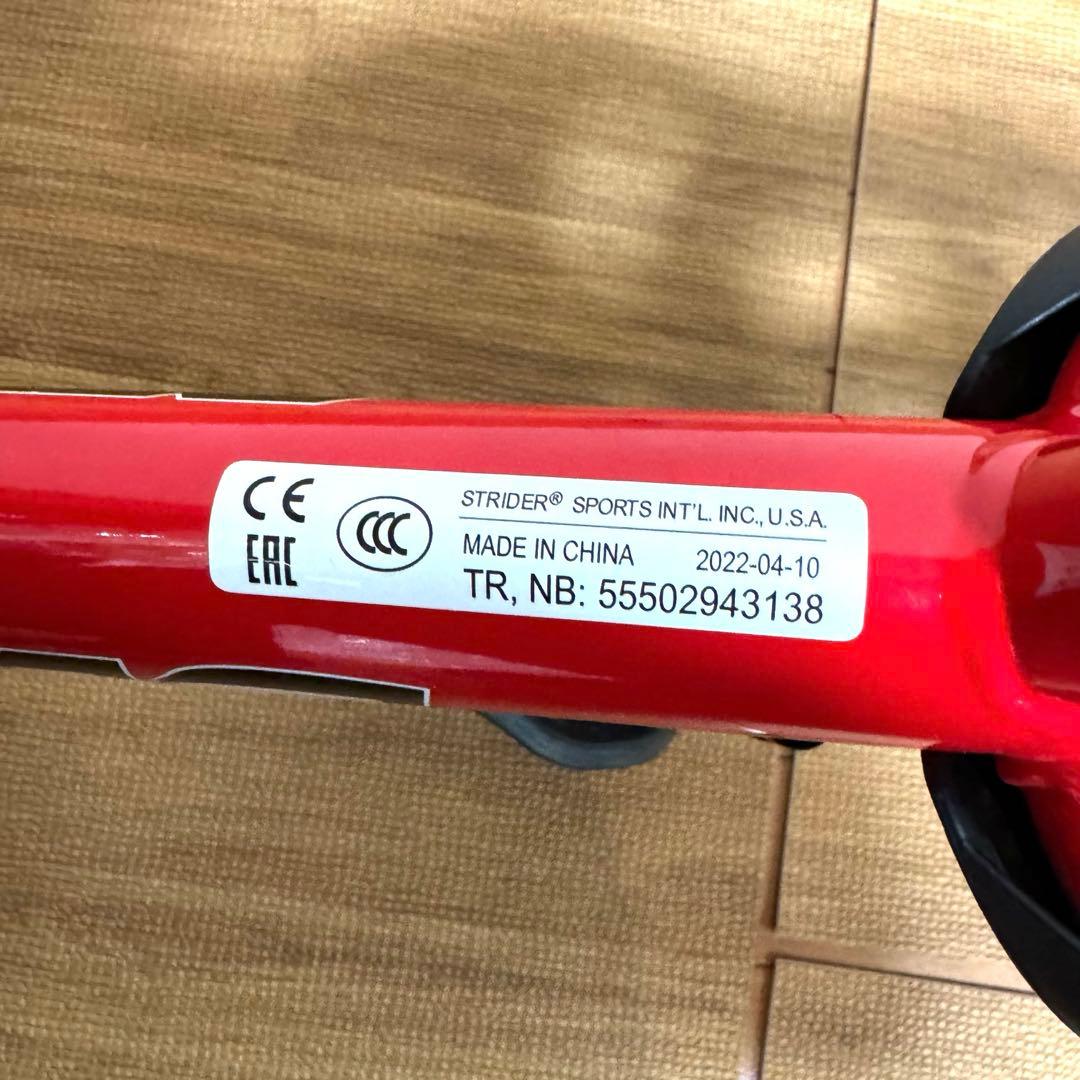 CE
EAC
CCC
STRIDER® SPORTS INT'L. INC., U.S.A.
MADE IN CHINA 2022-04-10
TR, NB: 55502943138